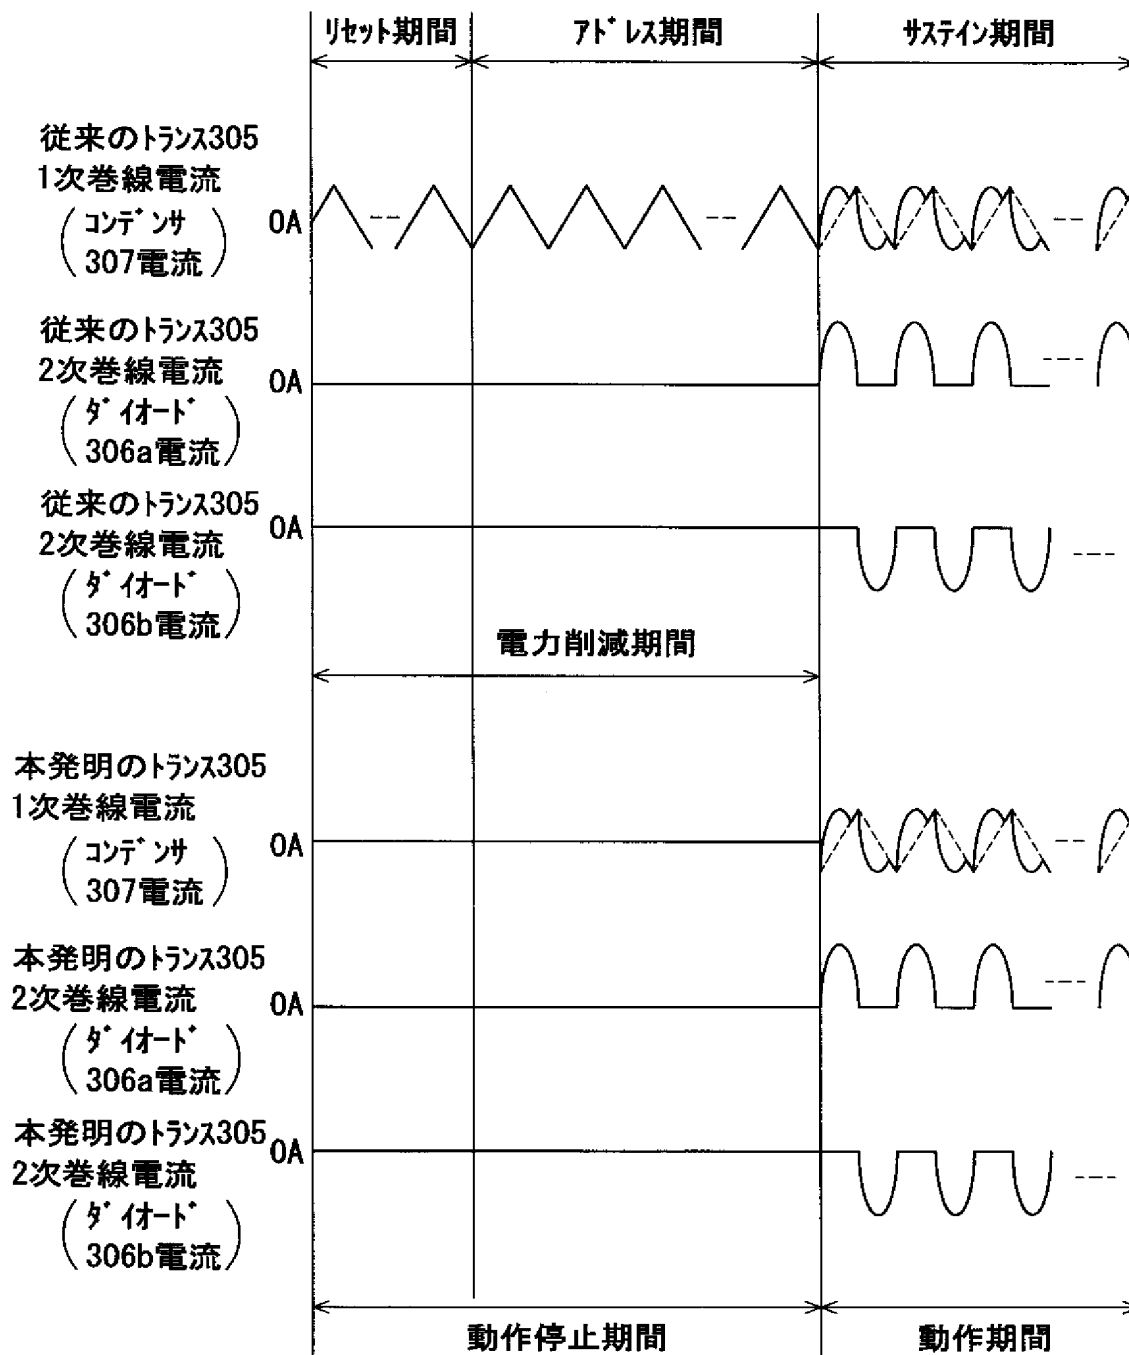 リセット期間 アドレス期間 サステイン期間
従来のトランス305
1次巻線電流
0A
(コンデンサ
307電流)
従来のトランス305
2次巻線電流
0A
(ダイオード
306a電流)
従来のトランス305
0A
2次巻線電流
(ダイオード
306b電流)
電力削減期間
本発明のトランス305
1次巻線電流
0A
(コンデンサ
307電流)
本発明のトランス305
2次巻線電流
0A
(ダイオード
306a電流)
本発明のトランス305
0A
2次巻線電流
(ダイオード
306b電流)
動作停止期間 動作期間